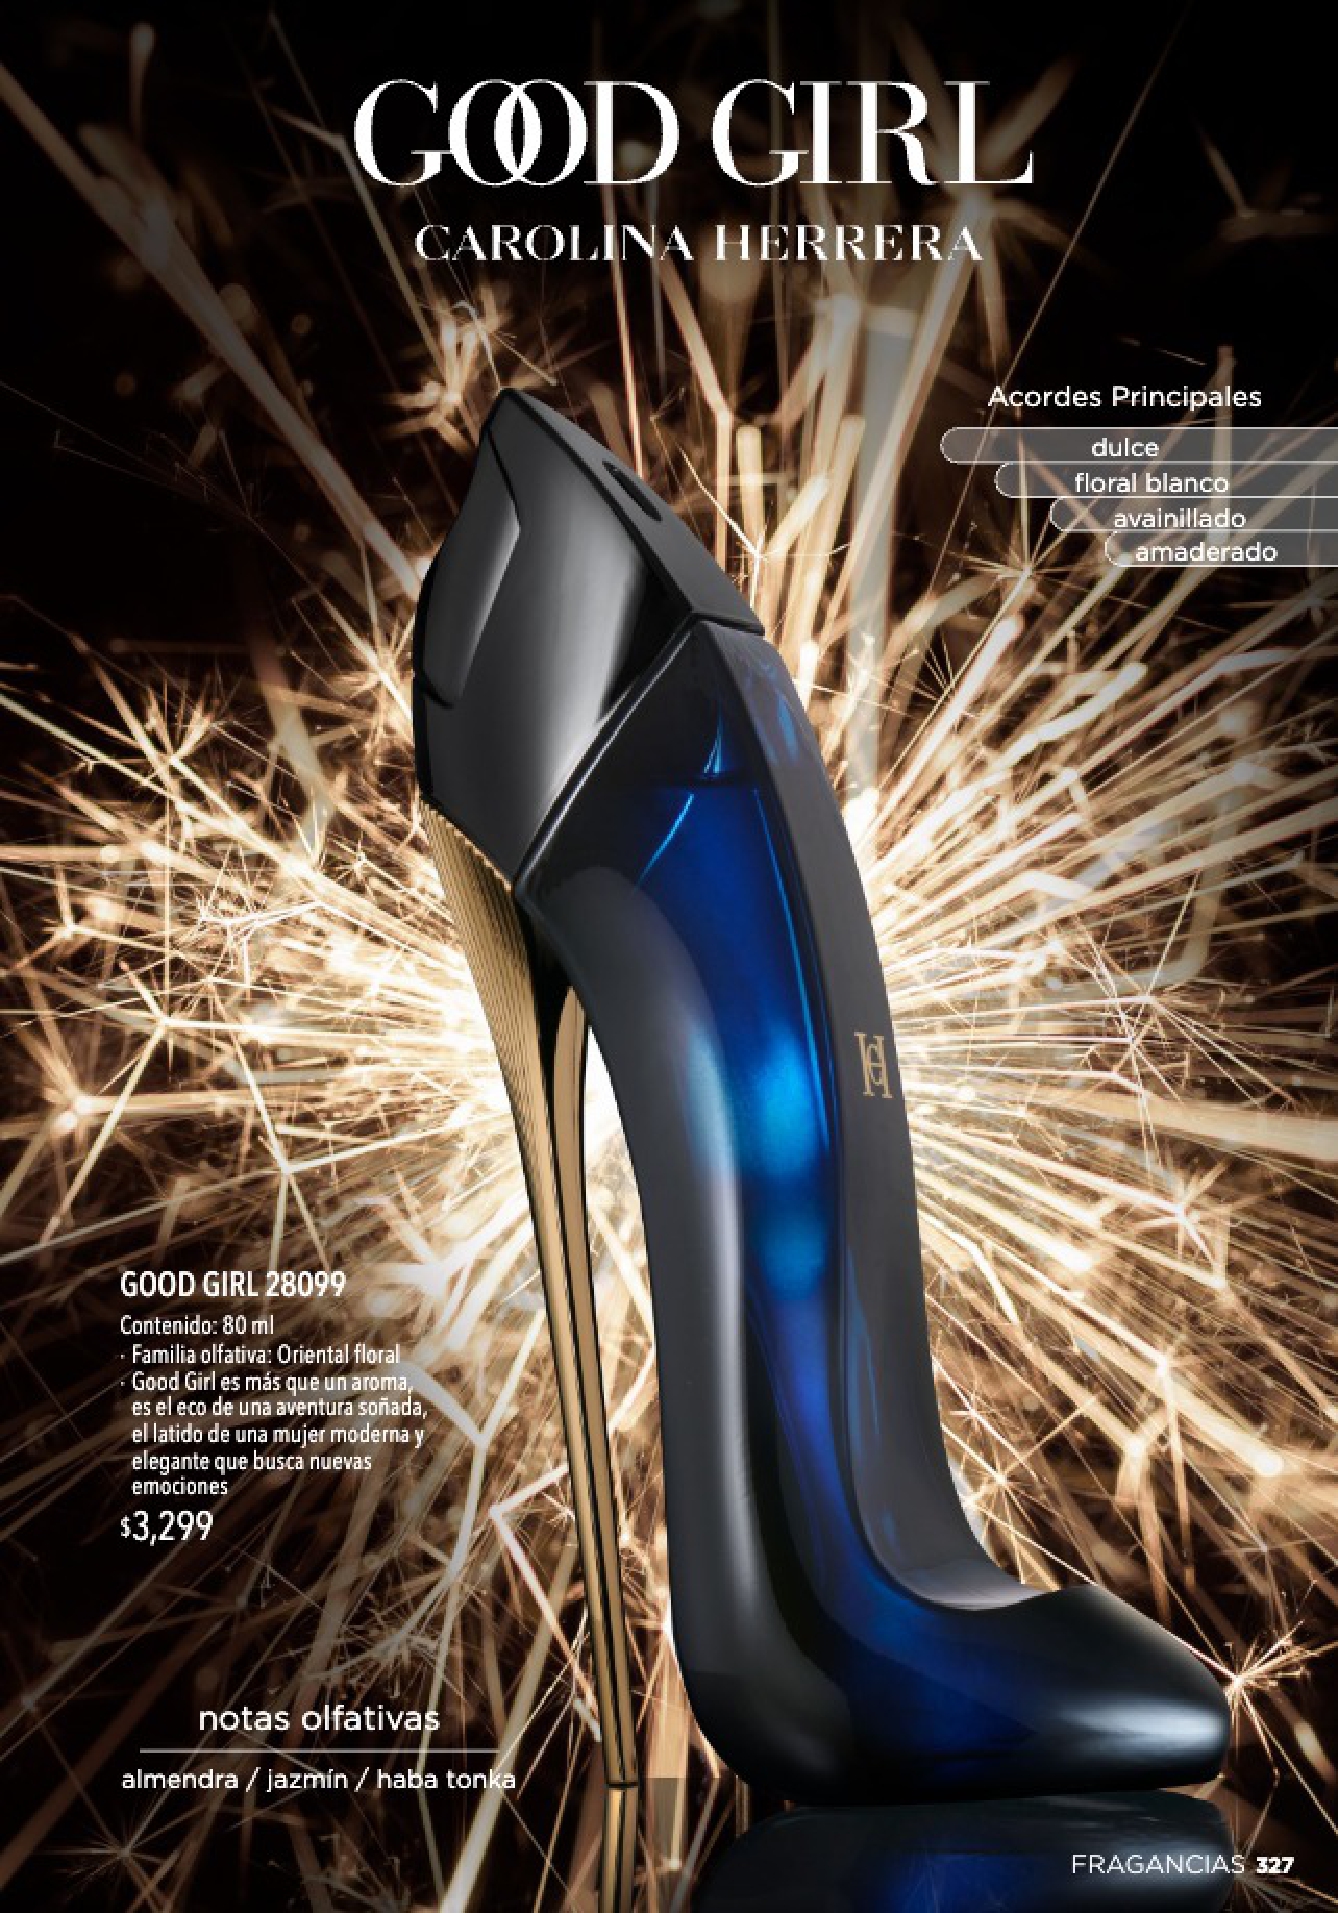 GOOD GIRL
CAROLINA HERRERA
Acordes Principales
dulce
floral blanco
avainillado
amaderado
CH
GOOD GIRL 28099
Contenido: 80 ml
· Familia olfativa: Oriental floral
· Good Girl es más que un aroma,
es el eco de una aventura soñada,
el latido de una mujer moderna y
elegante que busca nuevas
emociones
$3,299
notas olfativas
almendra / jazmín / haba tonka
FRAGANCIAS 327